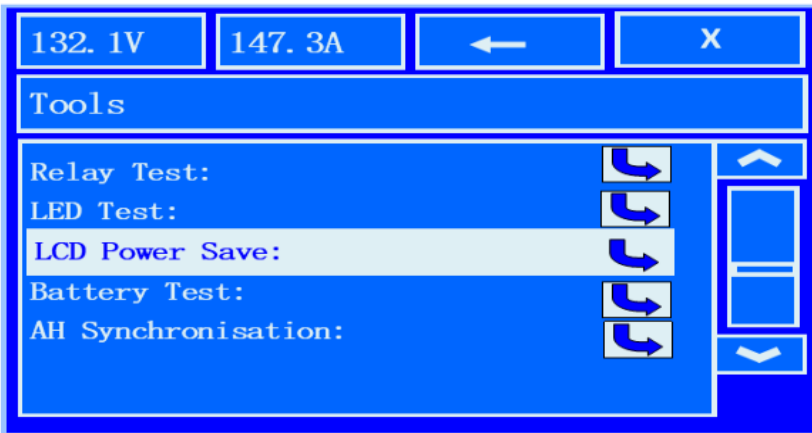 132. 1V 147. 3A X
Tools
Relay Test:
LED Test:
LCD Power Save:
Battery Test:
AH Synchronisation: